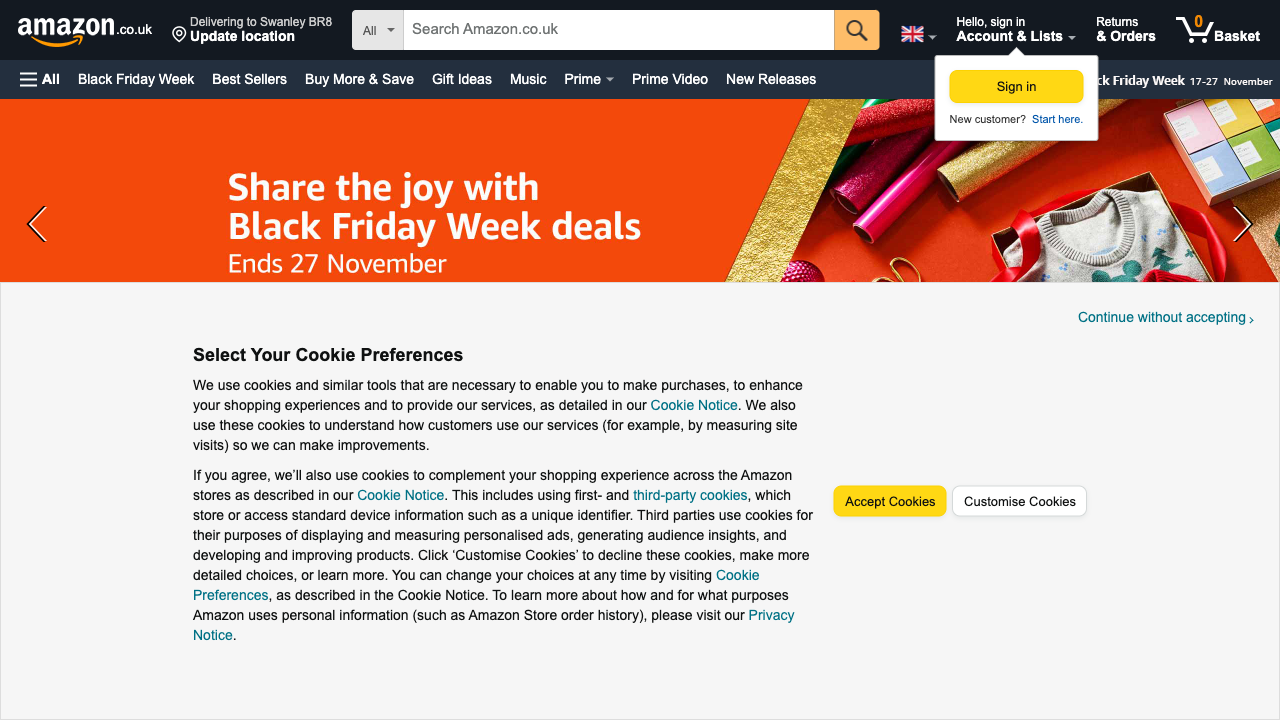 amazon.co.uk
Delivering to Swanley BR8
Update location
All
Search Amazon.co.uk
Hello, sign in
Account & Lists
Returns
& Orders
0
Basket
All
Black Friday Week
Best Sellers
Buy More & Save
Gift Ideas
Music
Prime
Prime Video
New Releases
ck Friday Week 17-27 November
Sign in
New customer? Start here.
Share the joy with
Black Friday Week deals
Ends 27 November
Continue without accepting
Select Your Cookie Preferences
We use cookies and similar tools that are necessary to enable you to make purchases, to enhance
your shopping experiences and to provide our services, as detailed in our Cookie Notice. We also
use these cookies to understand how customers use our services (for example, by measuring site
visits) so we can make improvements.
If you agree, we’ll also use cookies to complement your shopping experience across the Amazon
stores as described in our Cookie Notice. This includes using first- and third-party cookies, which
store or access standard device information such as a unique identifier. Third parties use cookies for
their purposes of displaying and measuring personalised ads, generating audience insights, and
developing and improving products. Click ‘Customise Cookies’ to decline these cookies, make more
detailed choices, or learn more. You can change your choices at any time by visiting Cookie
Preferences, as described in the Cookie Notice. To learn more about how and for what purposes
Amazon uses personal information (such as Amazon Store order history), please visit our Privacy
Notice.
Accept Cookies
Customise Cookies